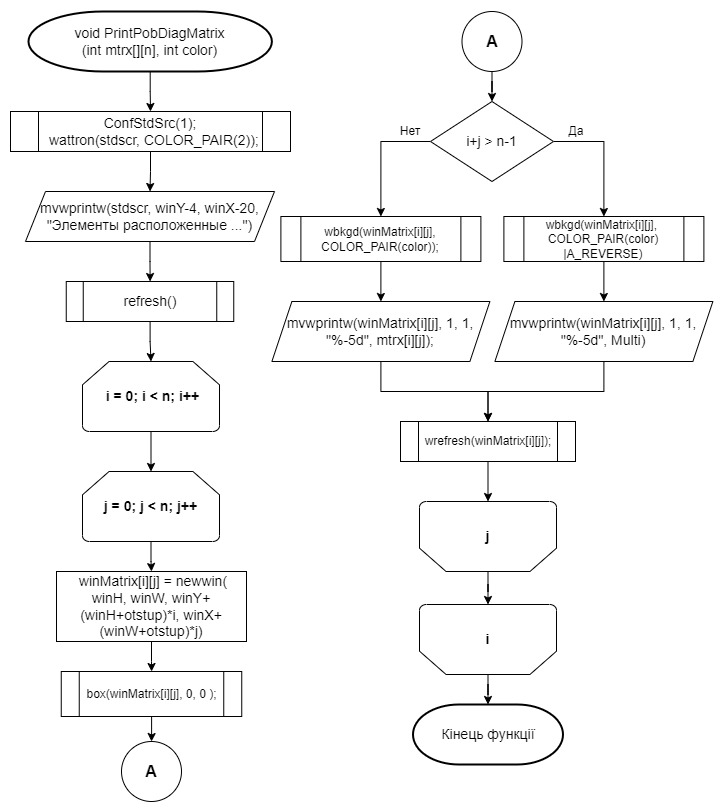 void PrintPobDiagMatrix
(int mtrx[][n], int color)
ConfStdSrc(1);
wattron(stdscr, COLOR_PAIR(2));
mvwprintw(stdscr, winY-4, winX-20,
"Элементы расположенные ...")
refresh()
i = 0; i < n; i++
j = 0; j < n; j++
winMatrix[i][j] = newwin(
winH, winW, winY+
(winH+otstup)*i, winX+
(winW+otstup)*j)
box(winMatrix[i][j], 0, 0 );
A
A
i+j > n-1
Нет
Да
wbkgd(winMatrix[i][j],
COLOR_PAIR(color));
wbkgd(winMatrix[i][j],
COLOR_PAIR(color)
|A_REVERSE)
mvwprintw(winMatrix[i][j], 1, 1,
"%-5d", mtrx[i][j]);
mvwprintw(winMatrix[i][j], 1, 1,
"%-5d", Multi)
wrefresh(winMatrix[i][j]);
j
i
Кінець функції